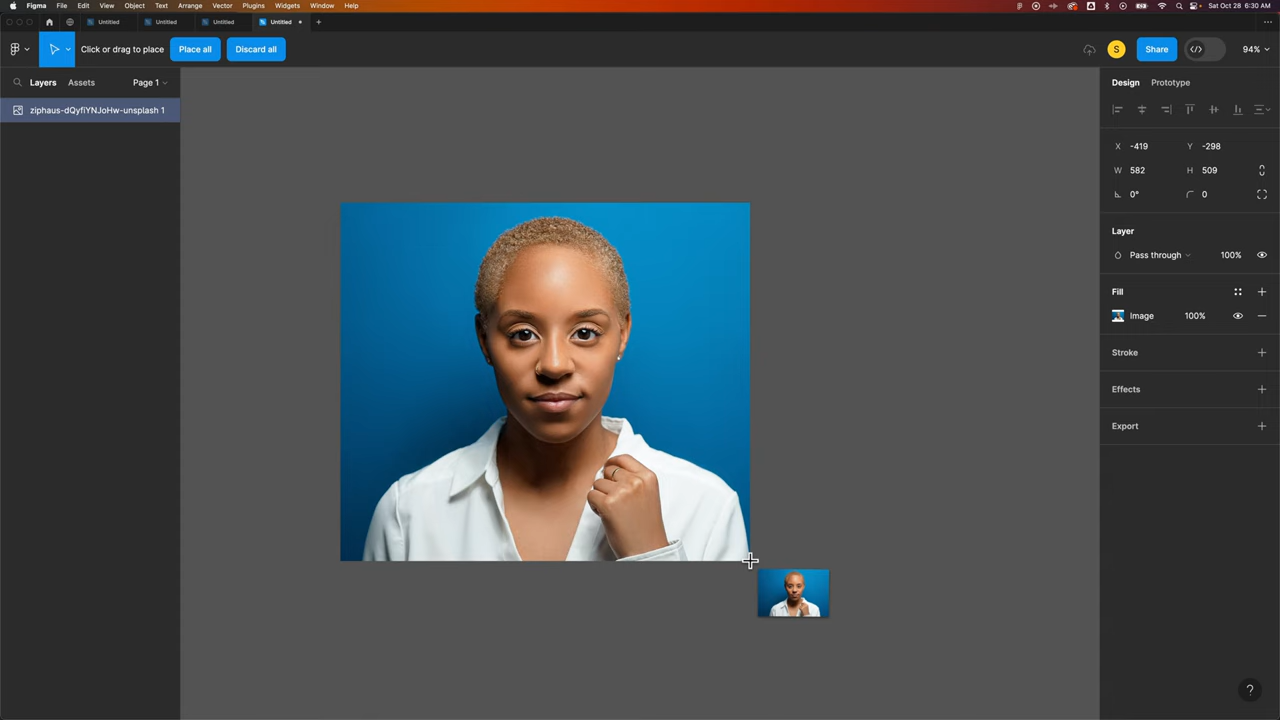 Figma File Edit View Object Text Arrange Vector Plugins Widgets Window Help Sat Oct 28 6:30 AM
Untitled Untitled Untitled Untitled
Click or drag to place Place all Discard all S Share 94%
Layers Assets Page 1 Design Prototype
ziphaus-dQyfiYNJoHw-unsplash 1
X -419 Y -298
W 582 H 509
0° 0
Layer
Pass through 100%
Fill
Image 100%
Stroke
Effects
Export
?